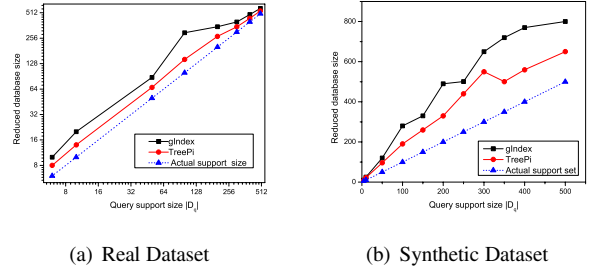 512
256
128
64
32
16
8
Reduced database size
gIndex
TreePi
Actual support size
8 16 32 64 128 256 512
Query support size |D_q|
(a) Real Dataset
800
600
400
200
0
Reduced database size
gIndex
TreePi
Actual support set
0 100 200 300 400 500
Query support size |D_q|
(b) Synthetic Dataset